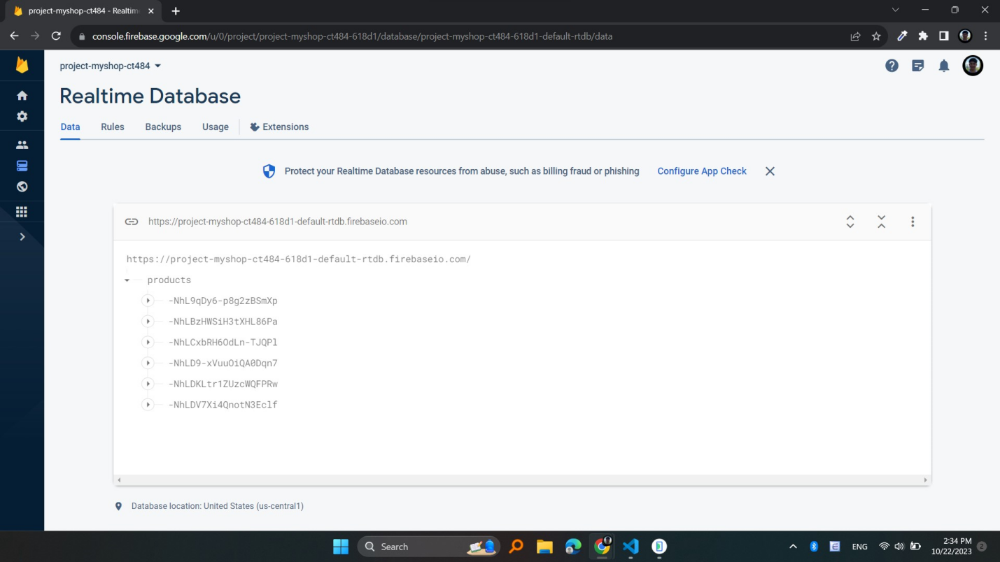 project-myshop-ct484 - Realtim
console.firebase.google.com/u/0/project/project-myshop-ct484-618d1/database/project-myshop-ct484-618d1-default-rtdb/data
project-myshop-ct484
Realtime Database
Data Rules Backups Usage Extensions
Protect your Realtime Database resources from abuse, such as billing fraud or phishing Configure App Check
https://project-myshop-ct484-618d1-default-rtdb.firebaseio.com
https://project-myshop-ct484-618d1-default-rtdb.firebaseio.com/
products
-NhL9qDy6-p8g2zBSmXp
-NhLBzHWSiH3tXHL86Pa
-NhLCxbRH6OdLn-TJQPl
-NhLD9-xVuuOiQA0Dqn7
-NhLDKLtr1ZUzcWQFPRw
-NhLDV7Xi4QnotN3Eclf
Database location: United States (us-central1)
Search
ENG
2:34 PM
10/22/2023
2